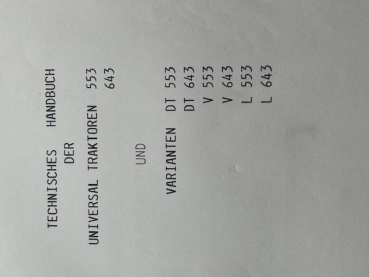 TECHNISCHES HANDBUCH
DER
UNIVERSAL TRAKTOREN 553
643
UND
VARIANTEN DT 553
DT 643
V 553
V 643
L 553
L 643